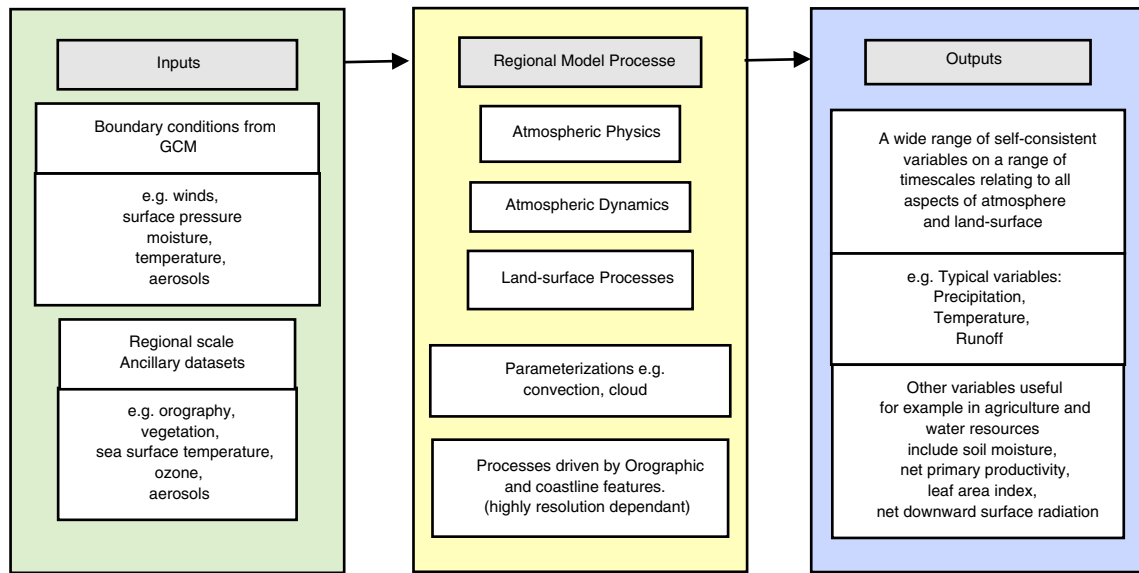 Inputs
Boundary conditions from
GCM
e.g. winds,
surface pressure
moisture,
temperature,
aerosols
Regional scale
Ancillary datasets
e.g. orography,
vegetation,
sea surface temperature,
ozone,
aerosols
Regional Model Processe
Atmospheric Physics
Atmospheric Dynamics
Land-surface Processes
Parameterizations e.g.
convection, cloud
Processes driven by Orographic
and coastline features.
(highly resolution dependant)
Outputs
A wide range of self-consistent
variables on a range of
timescales relating to all
aspects of atmosphere
and land-surface
e.g. Typical variables:
Precipitation,
Temperature,
Runoff
Other variables useful
for example in agriculture and
water resources
include soil moisture,
net primary productivity,
leaf area index,
net downward surface radiation